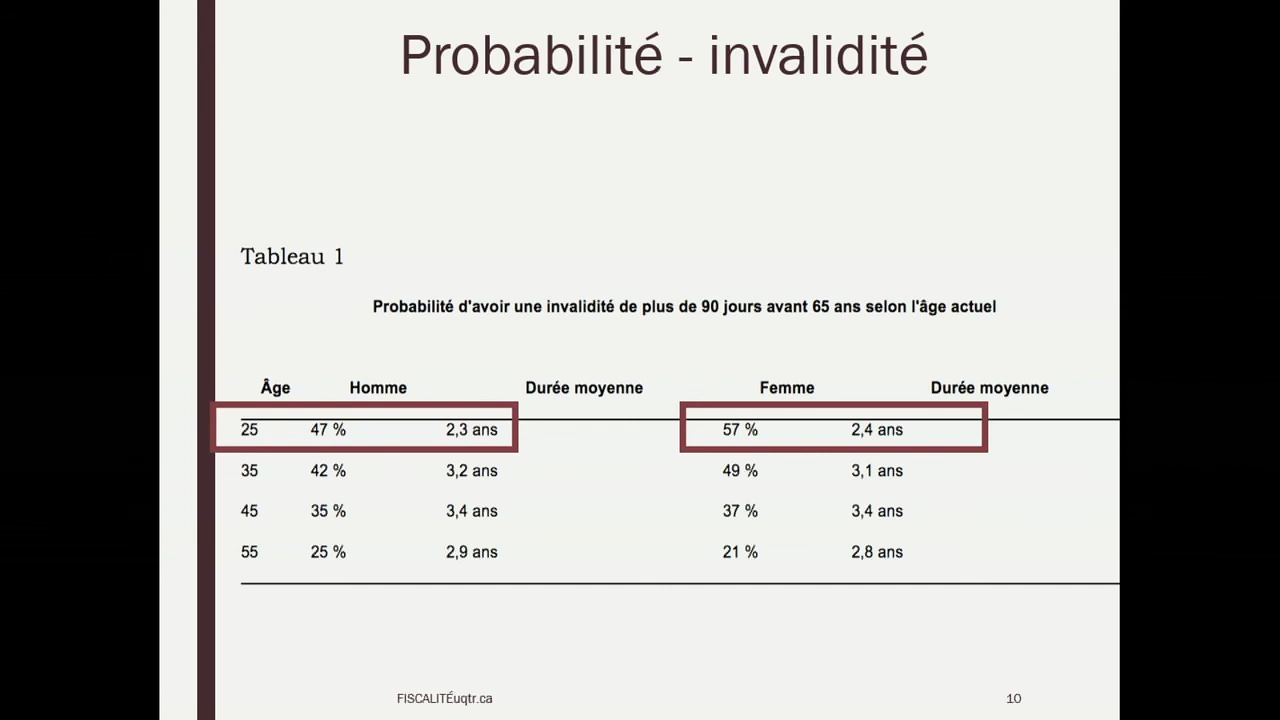 Probabilité - invalidité
Tableau 1
Probabilité d'avoir une invalidité de plus de 90 jours avant 65 ans selon l'âge actuel
Âge Homme Durée moyenne Femme Durée moyenne
25 47 % 2,3 ans 57 % 2,4 ans
35 42 % 3,2 ans 49 % 3,1 ans
45 35 % 3,4 ans 37 % 3,4 ans
55 25 % 2,9 ans 21 % 2,8 ans
FISCALITÉuqtr.ca 10